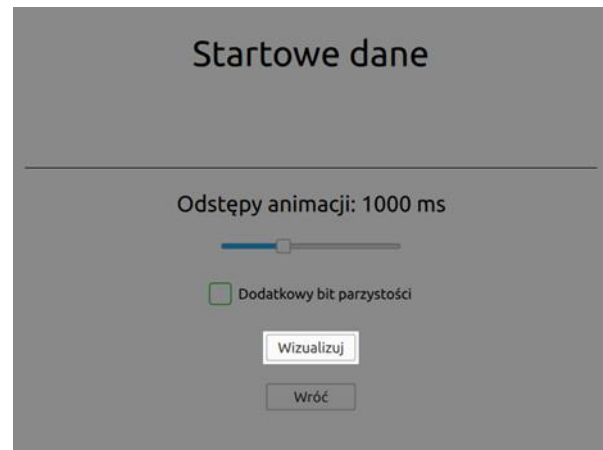 Startowe dane
Odstępy animacji: 1000 ms
Dodatkowy bit parzystości
Wizualizuj
Wróć